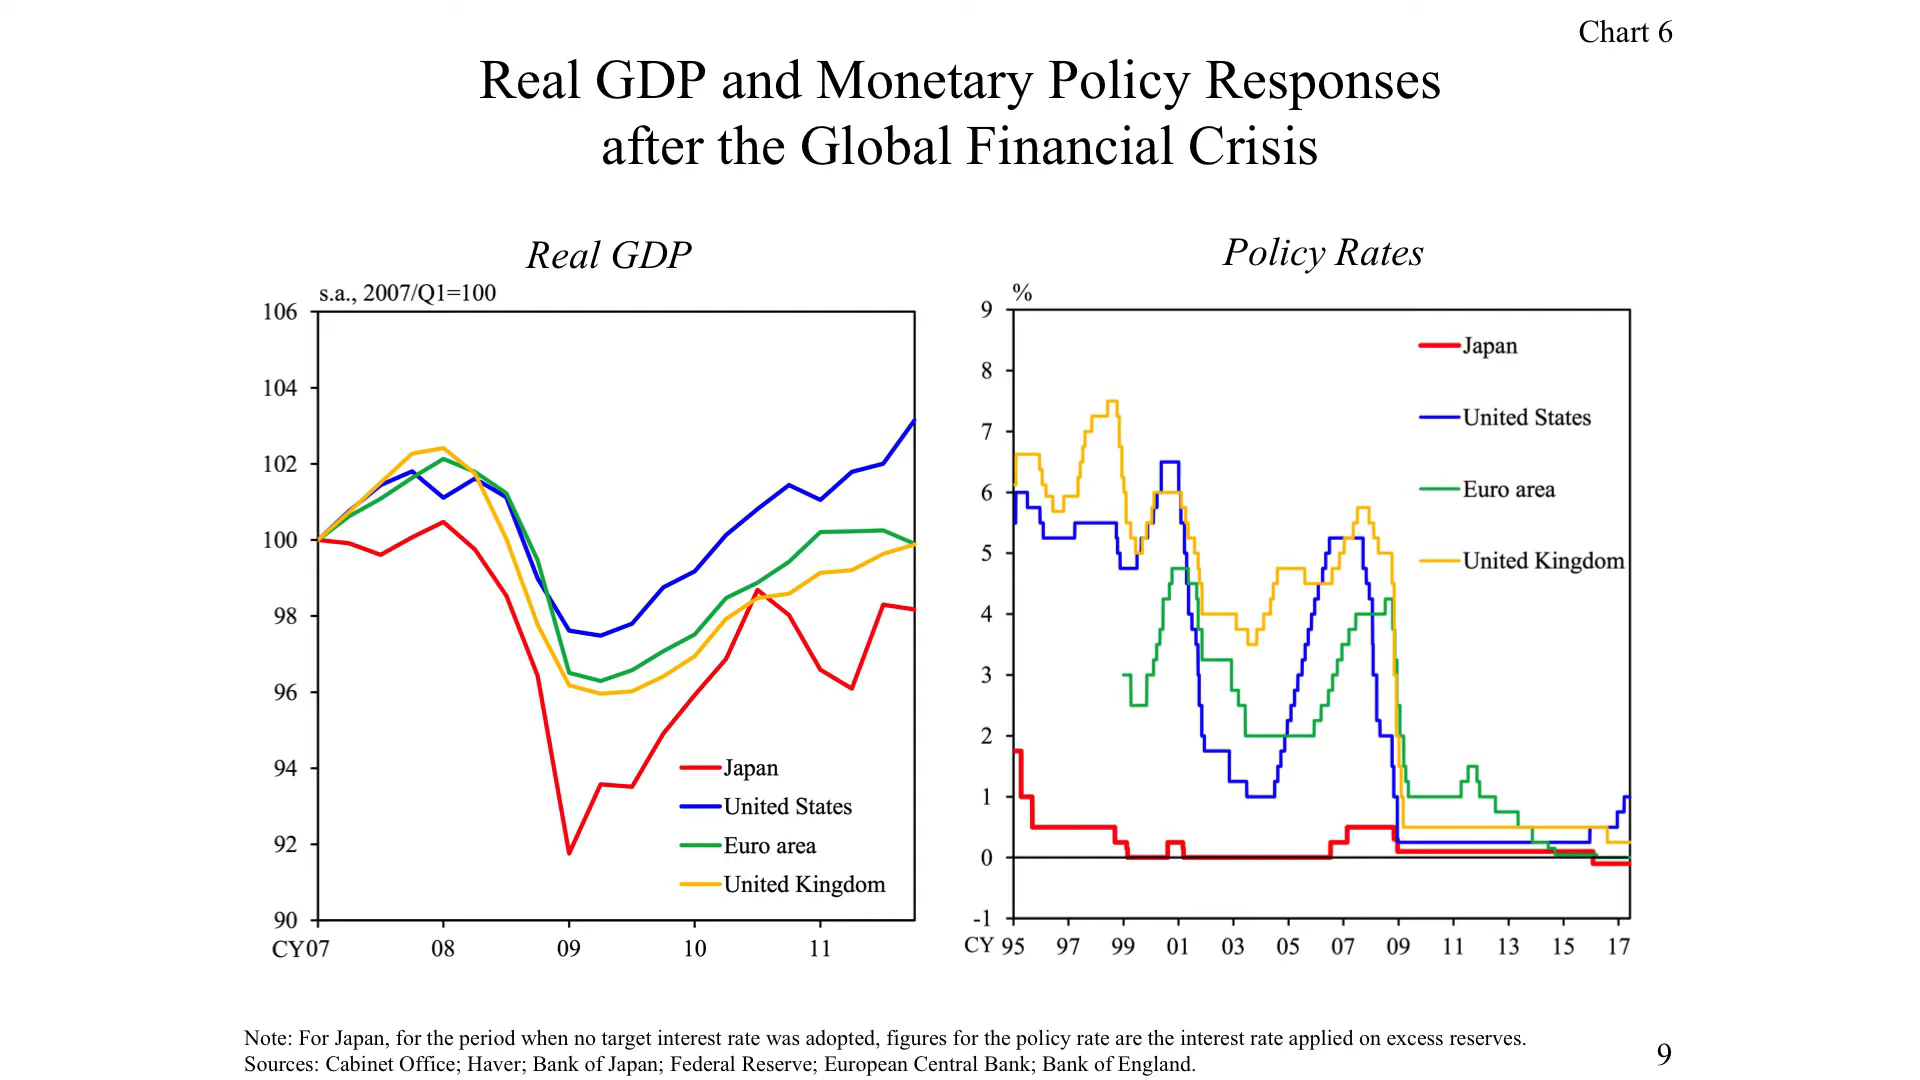 Chart 6
Real GDP and Monetary Policy Responses
after the Global Financial Crisis
Real GDP
s.a., 2007/Q1=100
106
104
102
100
98
96
94
92
90
Japan
United States
Euro area
United Kingdom
CY07 08 09 10 11
Policy Rates
%
9
8
7
6
5
4
3
2
1
0
-1
Japan
United States
Euro area
United Kingdom
CY 95 97 99 01 03 05 07 09 11 13 15 17
Note: For Japan, for the period when no target interest rate was adopted, figures for the policy rate are the interest rate applied on excess reserves.
Sources: Cabinet Office; Haver; Bank of Japan; Federal Reserve; European Central Bank; Bank of England.
9